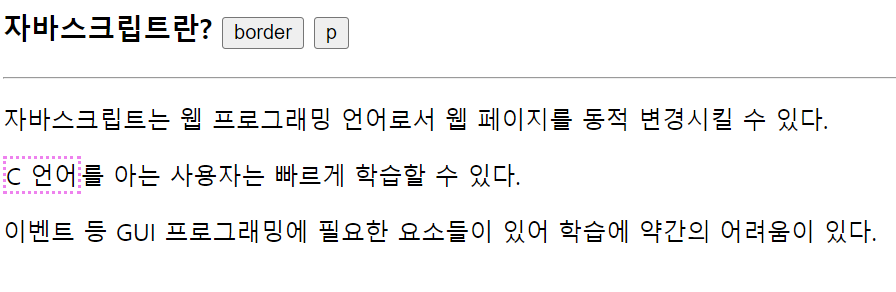 자바스크립트란? border p
자바스크립트는 웹 프로그래밍 언어로서 웹 페이지를 동적 변경시킬 수 있다.
C 언어를 아는 사용자는 빠르게 학습할 수 있다.
이벤트 등 GUI 프로그래밍에 필요한 요소들이 있어 학습에 약간의 어려움이 있다.